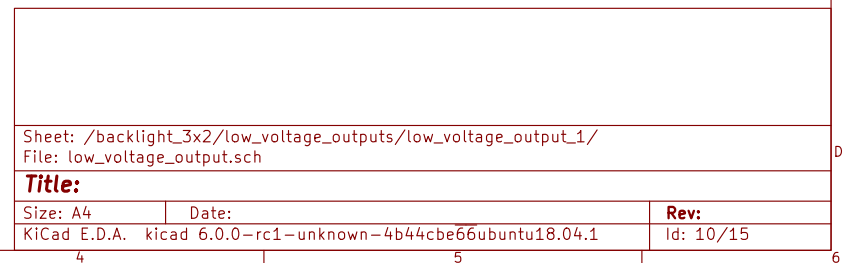 Sheet: /backlight_3x2/low_voltage_outputs/low_voltage_output_1/
File: low_voltage_output.sch
Title:
Size: A4 Date: Rev:
KiCad E.D.A. kicad 6.0.0-rc1-unknown-4b44cbe66ubuntu18.04.1 Id: 10/15
D
4 5 6